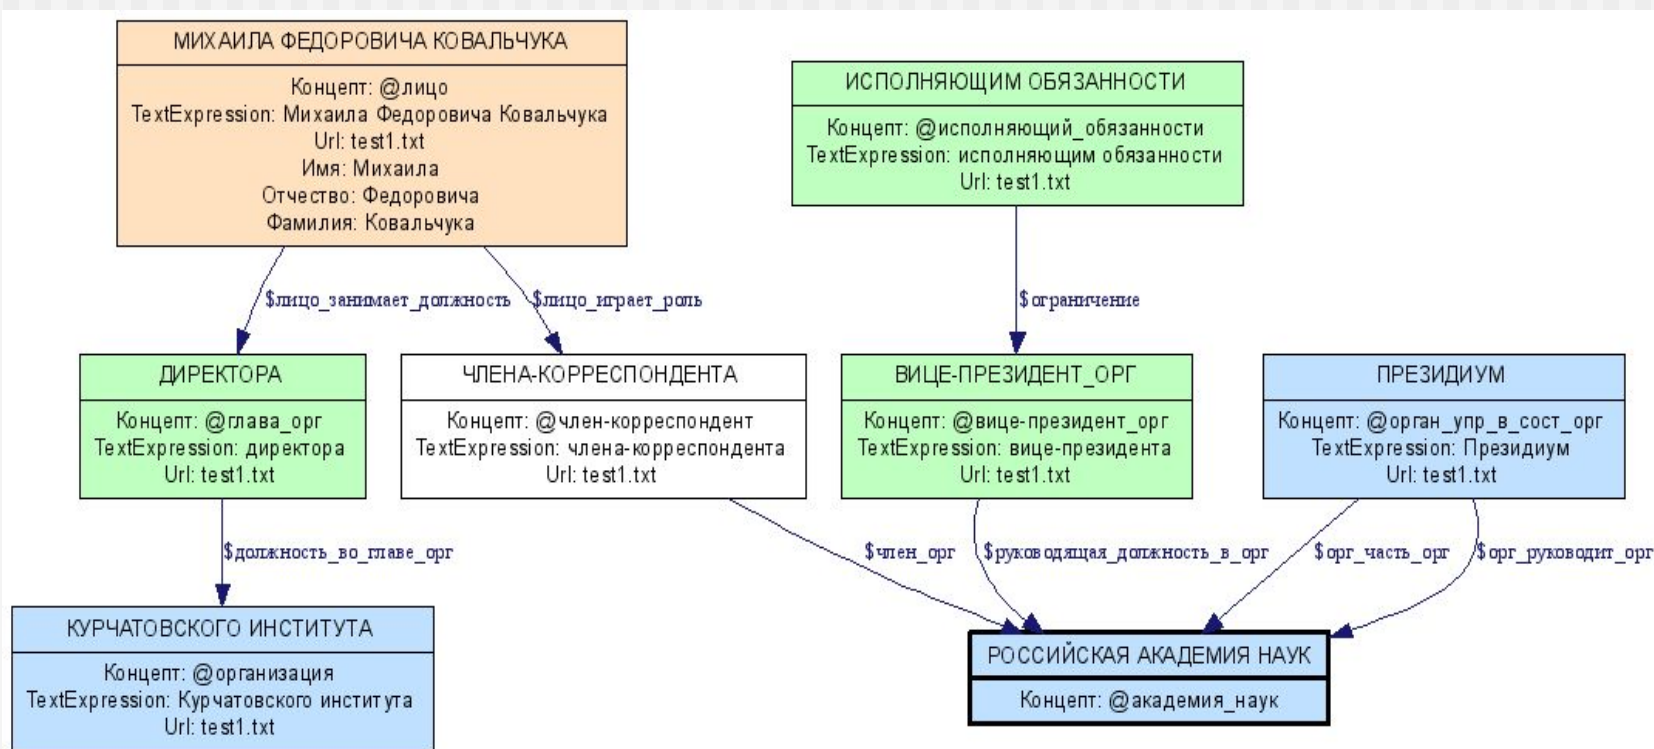 МИХАИЛА ФЕДОРОВИЧА КОВАЛЬЧУКА
Концепт: @лицо
TextExpression: Михаила Федоровича Ковальчука
Url: test1.txt
Имя: Михаила
Отчество: Федоровича
Фамилия: Ковальчука
ИСПОЛНЯЮЩИМ ОБЯЗАННОСТИ
Концепт: @исполняющий_обязанности
TextExpression: исполняющим обязанности
Url: test1.txt
$лицо_занимает_должность
$лицо_играет_роль
$ограничение
ДИРЕКТОРА
Концепт: @глава_орг
TextExpression: директора
Url: test1.txt
ЧЛЕНА-КОРРЕСПОНДЕНТА
Концепт: @член-корреспондент
TextExpression: члена-корреспондента
Url: test1.txt
ВИЦЕ-ПРЕЗИДЕНТ_ОРГ
Концепт: @вице-президент_орг
TextExpression: вице-президента
Url: test1.txt
ПРЕЗИДИУМ
Концепт: @орган_упр_в_сост_орг
TextExpression: Президиум
Url: test1.txt
$должность_во_главе_орг
$член_орг
$руководящая_должность_в_орг
$орг_часть_орг
$орг_руководит_орг
КУРЧАТОВСКОГО ИНСТИТУТА
Концепт: @организация
TextExpression: Курчатовского института
Url: test1.txt
РОССИЙСКАЯ АКАДЕМИЯ НАУК
Концепт: @академия_наук